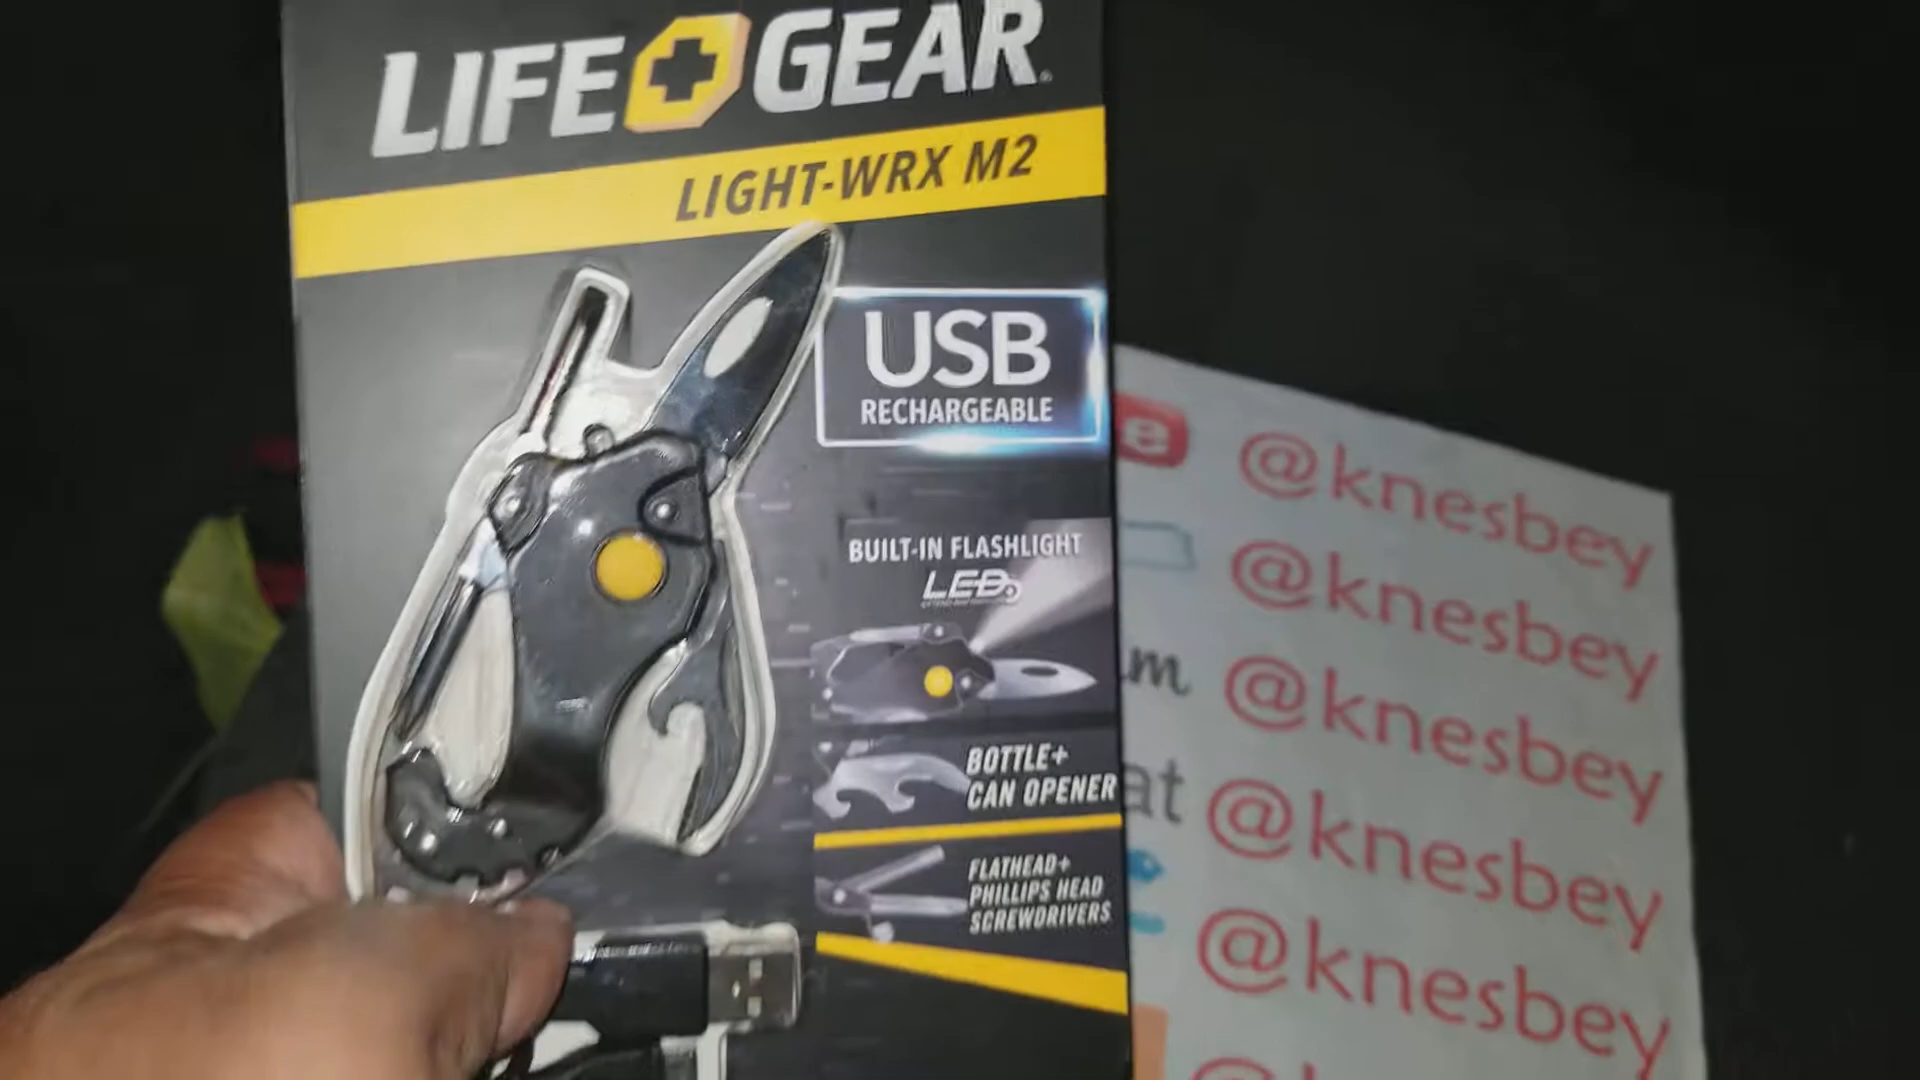 LIFE GEAR
LIGHT-WRX M2
USB
RECHARGEABLE
BUILT-IN FLASHLIGHT
LED
BOTTLE+
CAN OPENER
FLATHEAD+
PHILLIPS HEAD
SCREWDRIVERS
e @knesbey
@knesbey
m @knesbey
at @knesbey
@knesbey